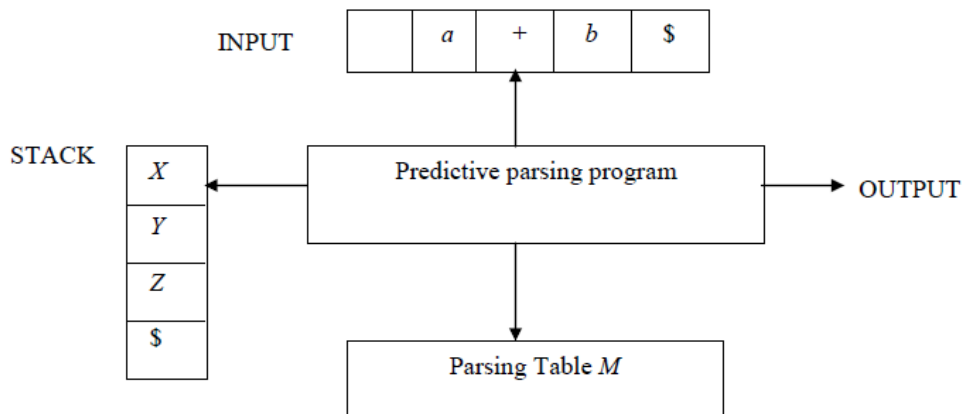 INPUT a + b $
STACK
X
Y
Z
$
Predictive parsing program
OUTPUT
Parsing Table M